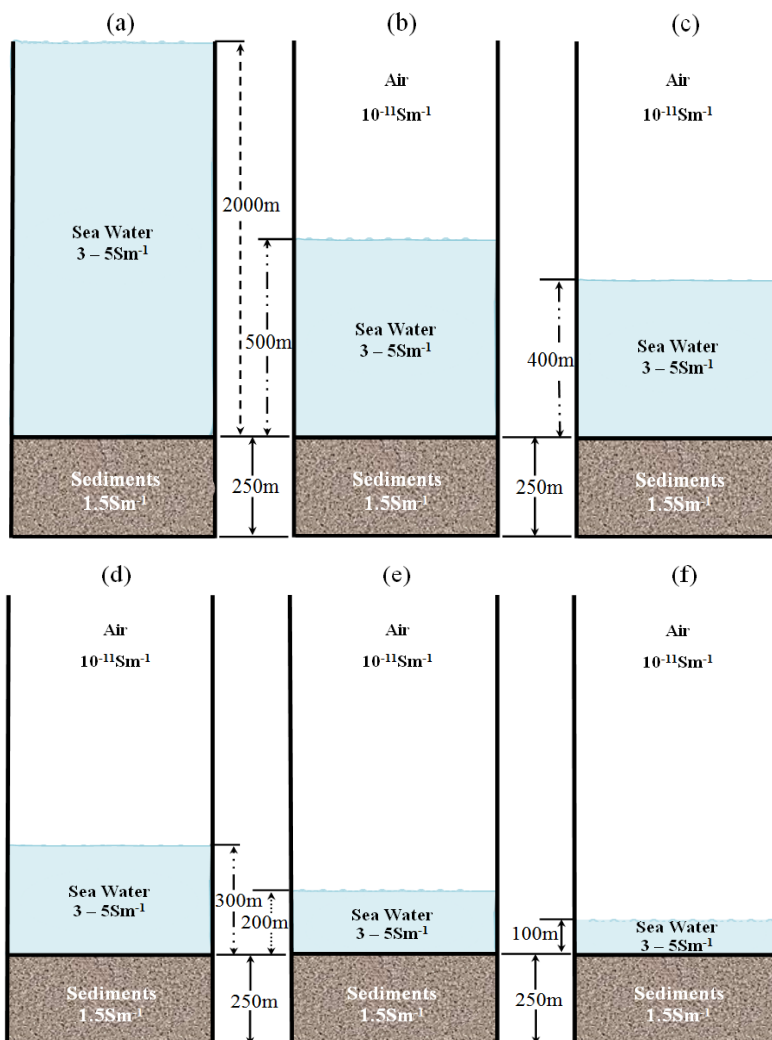 (a)
Sea Water
3 – 5Sm⁻¹
2000m
Sediments
1.5Sm⁻¹
250m
(b)
Air
10⁻¹¹Sm⁻¹
500m
Sea Water
3 – 5Sm⁻¹
Sediments
1.5Sm⁻¹
250m
(c)
Air
10⁻¹¹Sm⁻¹
400m
Sea Water
3 – 5Sm⁻¹
Sediments
1.5Sm⁻¹
(d)
Air
10⁻¹¹Sm⁻¹
Sea Water
3 – 5Sm⁻¹
300m
Sediments
1.5Sm⁻¹
250m
(e)
Air
10⁻¹¹Sm⁻¹
200m
Sea Water
3 – 5Sm⁻¹
Sediments
1.5Sm⁻¹
250m
(f)
Air
10⁻¹¹Sm⁻¹
100m
Sea Water
3 – 5Sm⁻¹
Sediments
1.5Sm⁻¹